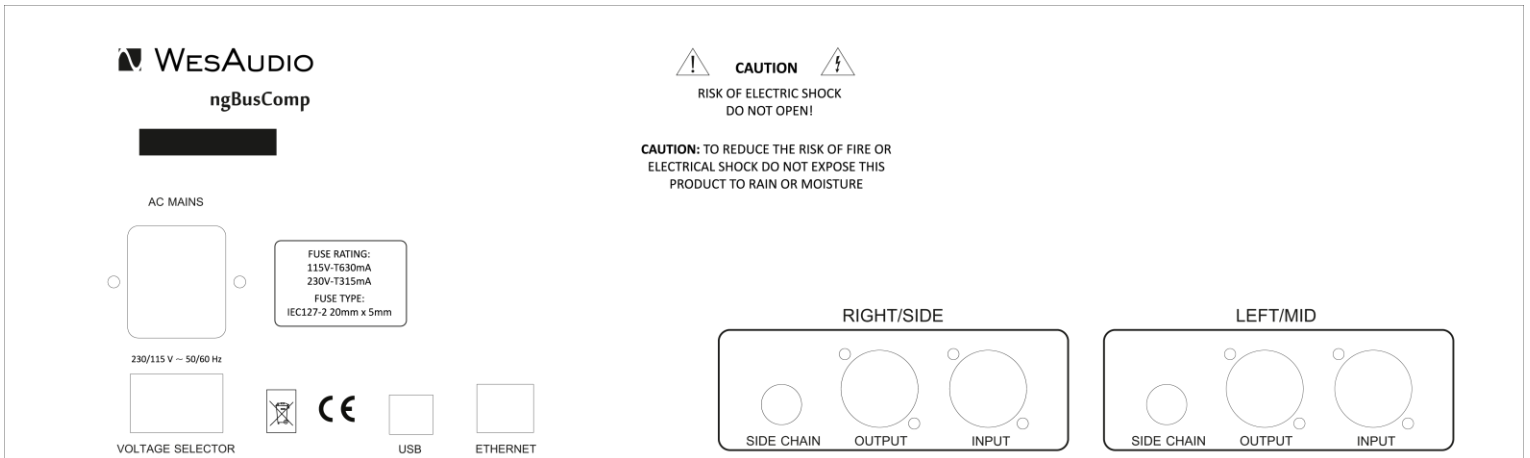 WESAUDIO
ngBusComp
CAUTION
RISK OF ELECTRIC SHOCK
DO NOT OPEN!
CAUTION: TO REDUCE THE RISK OF FIRE OR
ELECTRICAL SHOCK DO NOT EXPOSE THIS
PRODUCT TO RAIN OR MOISTURE
AC MAINS
FUSE RATING:
115V-T630mA
230V-T315mA
FUSE TYPE:
IEC127-2 20mm x 5mm
230/115 V ~ 50/60 Hz
VOLTAGE SELECTOR
CE
USB
ETHERNET
RIGHT/SIDE
SIDE CHAIN
OUTPUT
INPUT
LEFT/MID
SIDE CHAIN
OUTPUT
INPUT